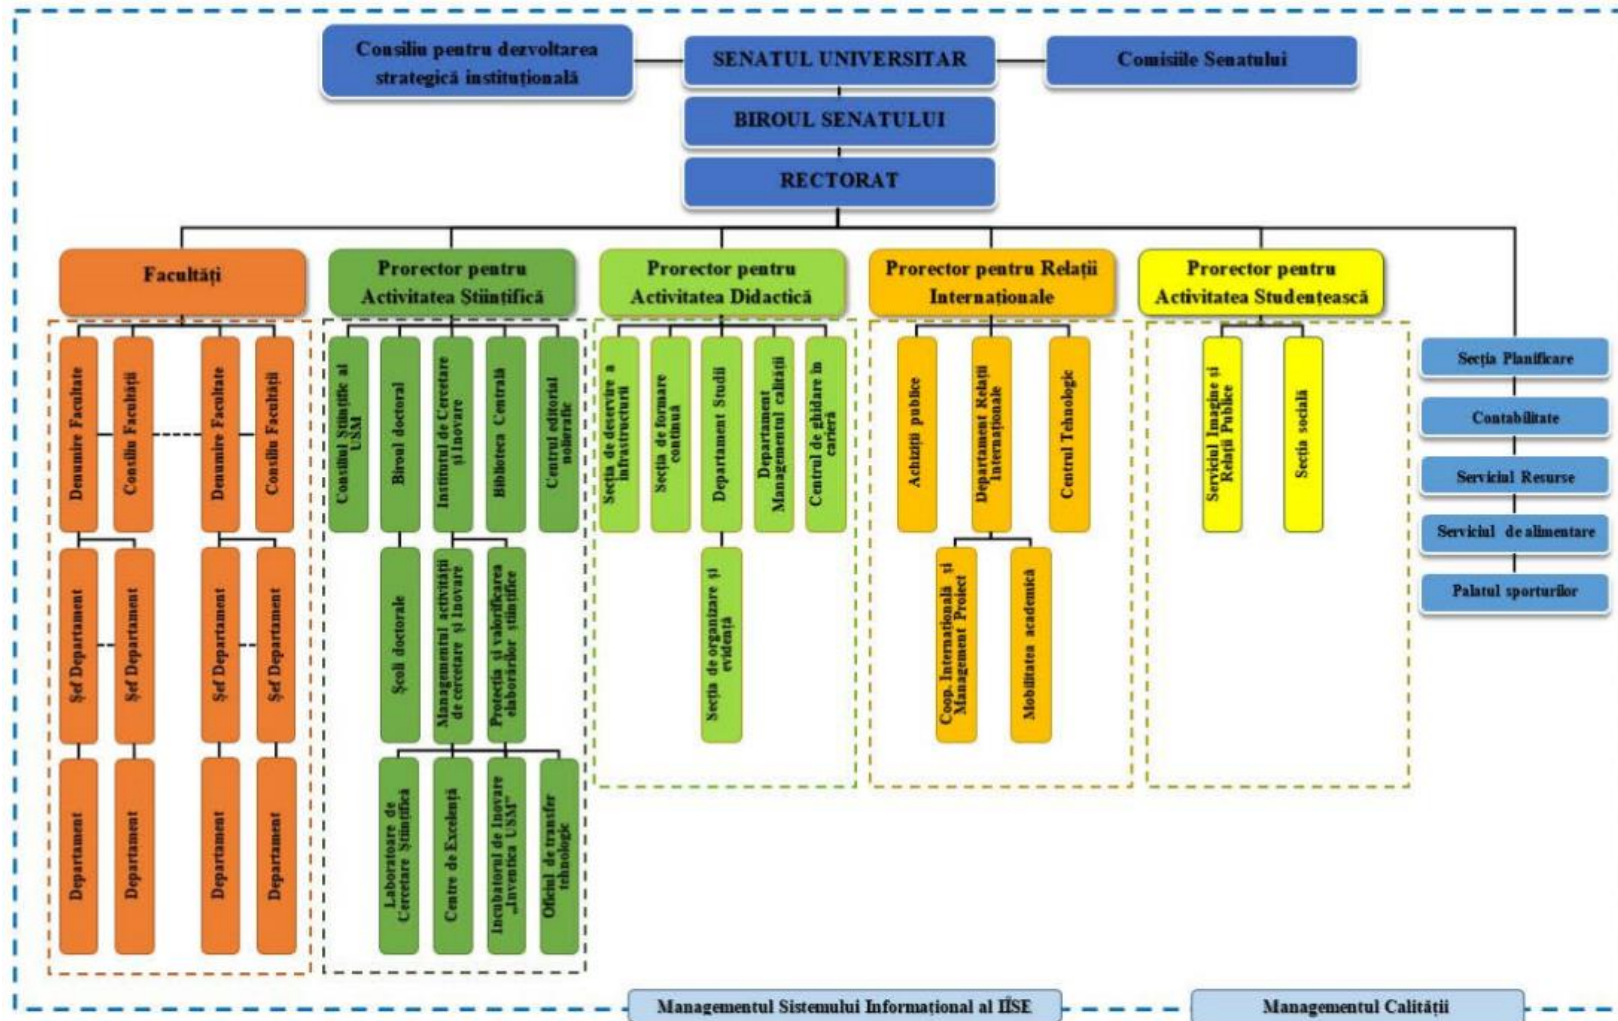 Consiliu pentru dezvoltarea
strategică instituțională
SENATUL UNIVERSITAR
Comisiile Senatului
BIROUL SENATULUI
RECTORAT
Facultăți
Prorector pentru
Activitatea Științifică
Prorector pentru
Activitatea Didactică
Prorector pentru Relații
Internaționale
Prorector pentru
Activitatea Studențească
Denumire Facultate
Consiliu Facultății
Denumire Facultate
Consiliu Facultății
Consiliul Științific al
USM
Biroul doctoral
Institutul de Cercetare
și Inovare
Biblioteca Centrală
Centrul editorial
Secția de deservire a
infrastructurii
Secția de formare
continuă
Departament Studii
Departament
Managementul calității
Centrul de ghidare în
carieră
Achiziții publice
Departament Relații
Internaționale
Centrul Tehnologic
Serviciul Imagine și
Relații Publice
Secția socială
Secția Planificare
Contabilitate
Serviciul Resurse
Serviciul de alimentare
Palatul sporturilor
Șef Departament
Șef Departament
Șef Departament
Șef Departament
Școli doctorale
Managementul activității
de cercetare și Inovare
Protecția și valorificarea
elaborărilor științifice
Secția de organizare și
evidență
Coop. Internațională și
Management Proiect
Mobilitatea academică
Departament
Departament
Departament
Departament
Laboratoare de
Cercetare Științifică
Centre de Excelență
Incubatorul de Inovare
„Inventica USM”
Oficiul de transfer
tehnologic
Managementul Sistemului Informațional al IÎSE
Managementul Calității